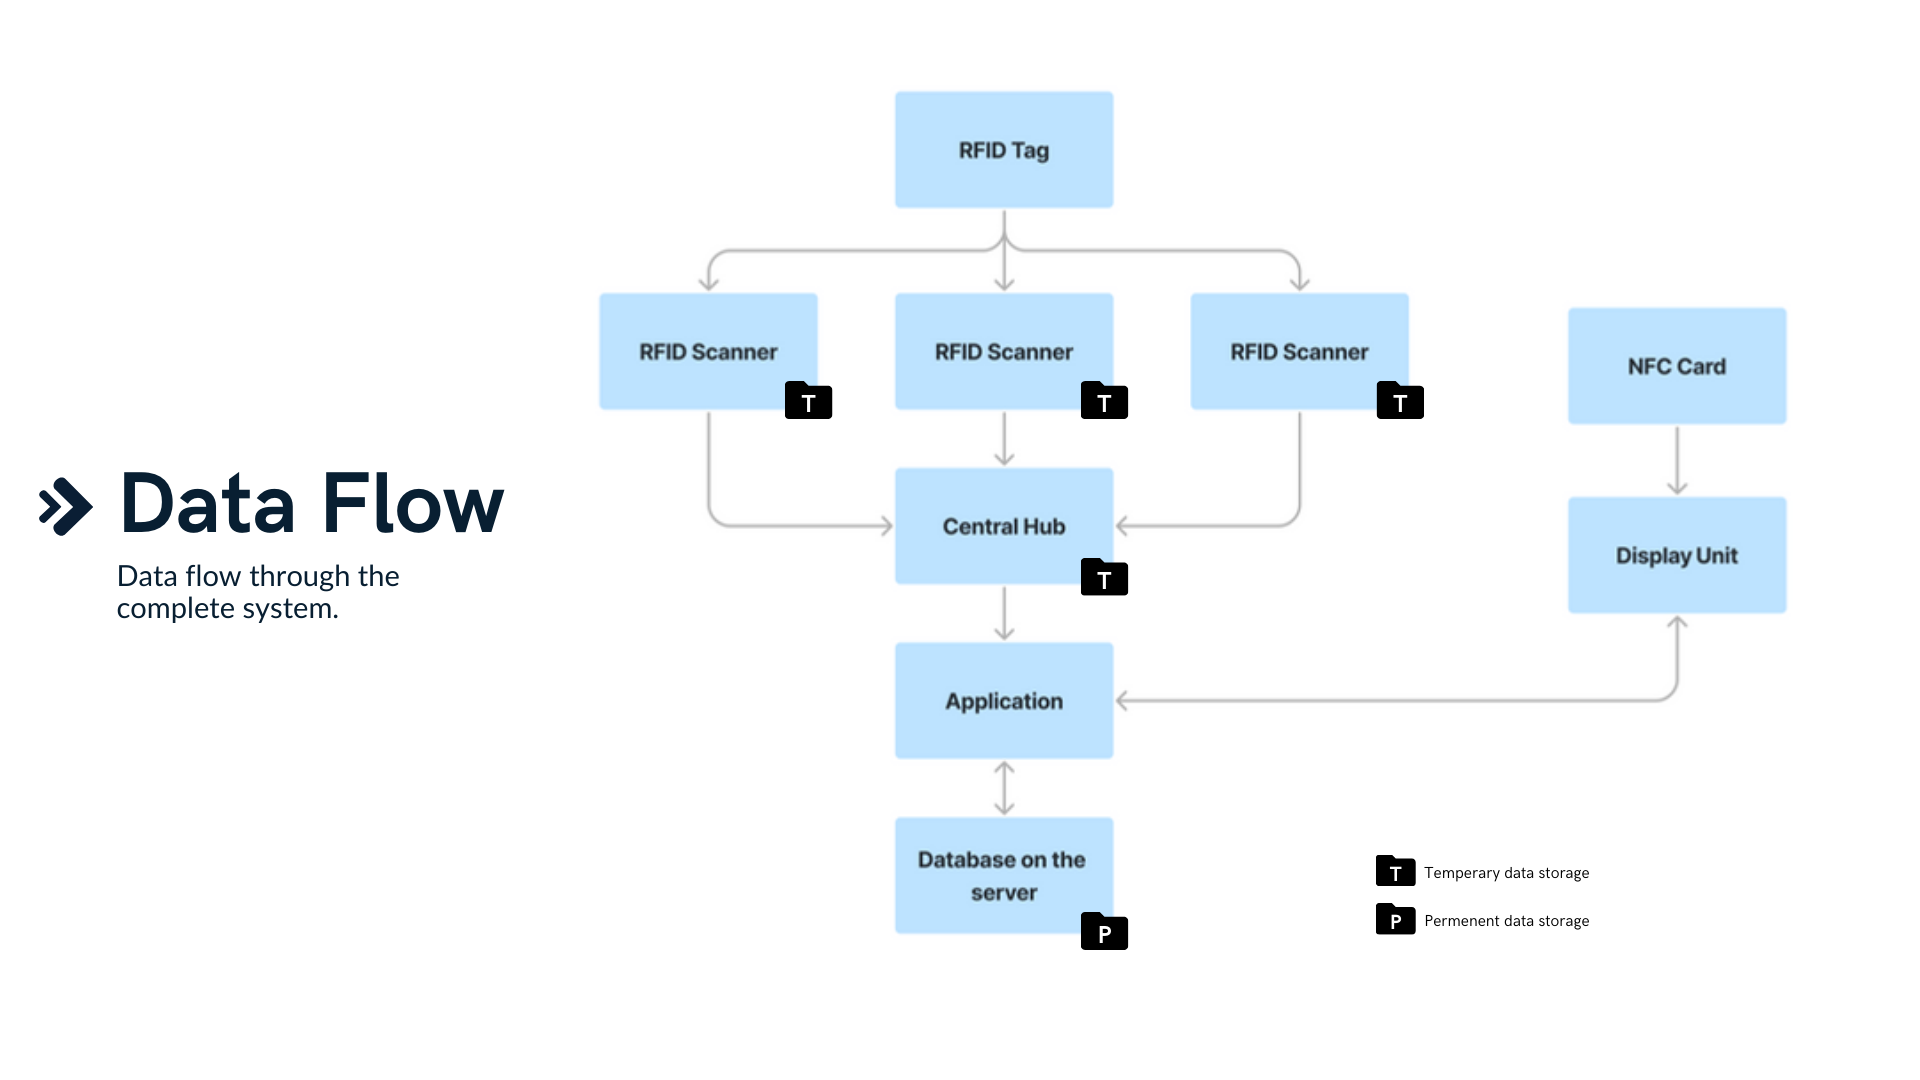 RFID Tag
RFID Scanner
T
RFID Scanner
T
RFID Scanner
T
NFC Card
Data Flow
Data flow through the
complete system.
Central Hub
T
Display Unit
Application
Database on the
server
P
T Temperary data storage
P Permenent data storage